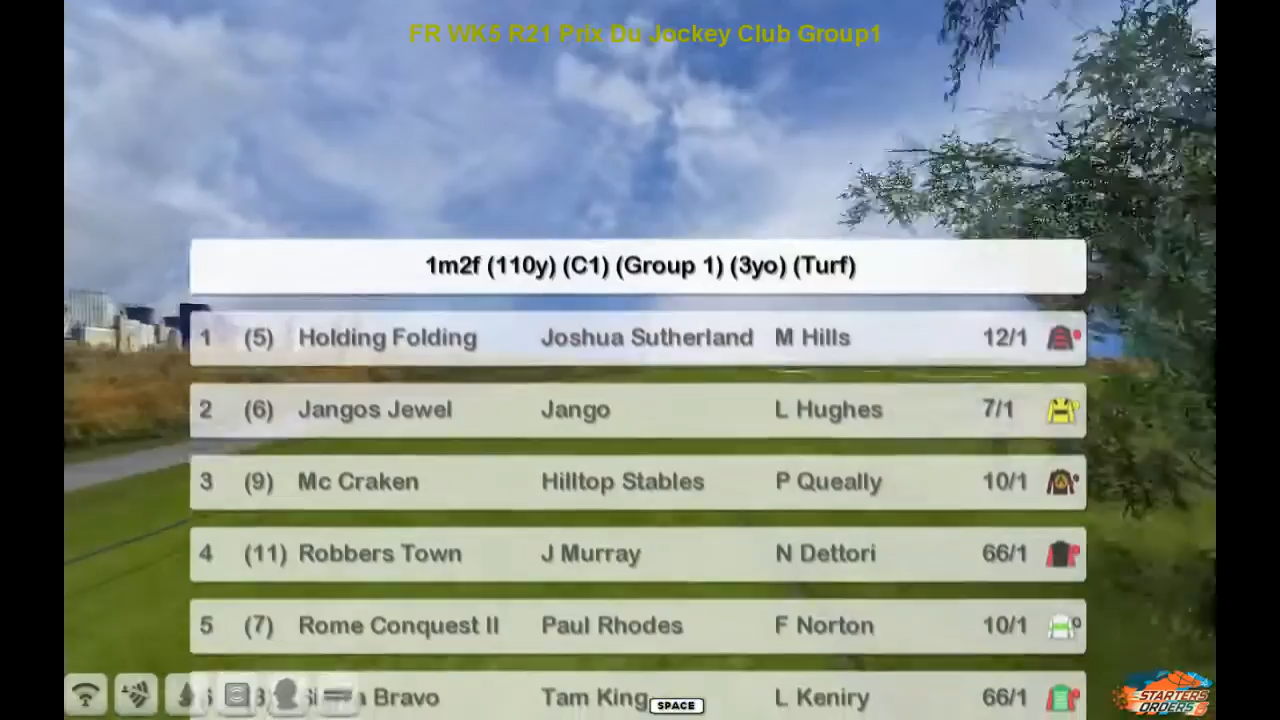 FR WK5 R21 Prix Du Jockey Club Group1
1m2f (110y) (C1) (Group 1) (3yo) (Turf)
1 (5) Holding Folding Joshua Sutherland M Hills 12/1
2 (6) Jangos Jewel Jango L Hughes 7/1
3 (9) Mc Craken Hilltop Stables P Queally 10/1
4 (11) Robbers Town J Murray N Dettori 66/1
5 (7) Rome Conquest II Paul Rhodes F Norton 10/1
Bravo Tam King L Keniry 66/1
SPACE
STARTERS
ORDERS 6